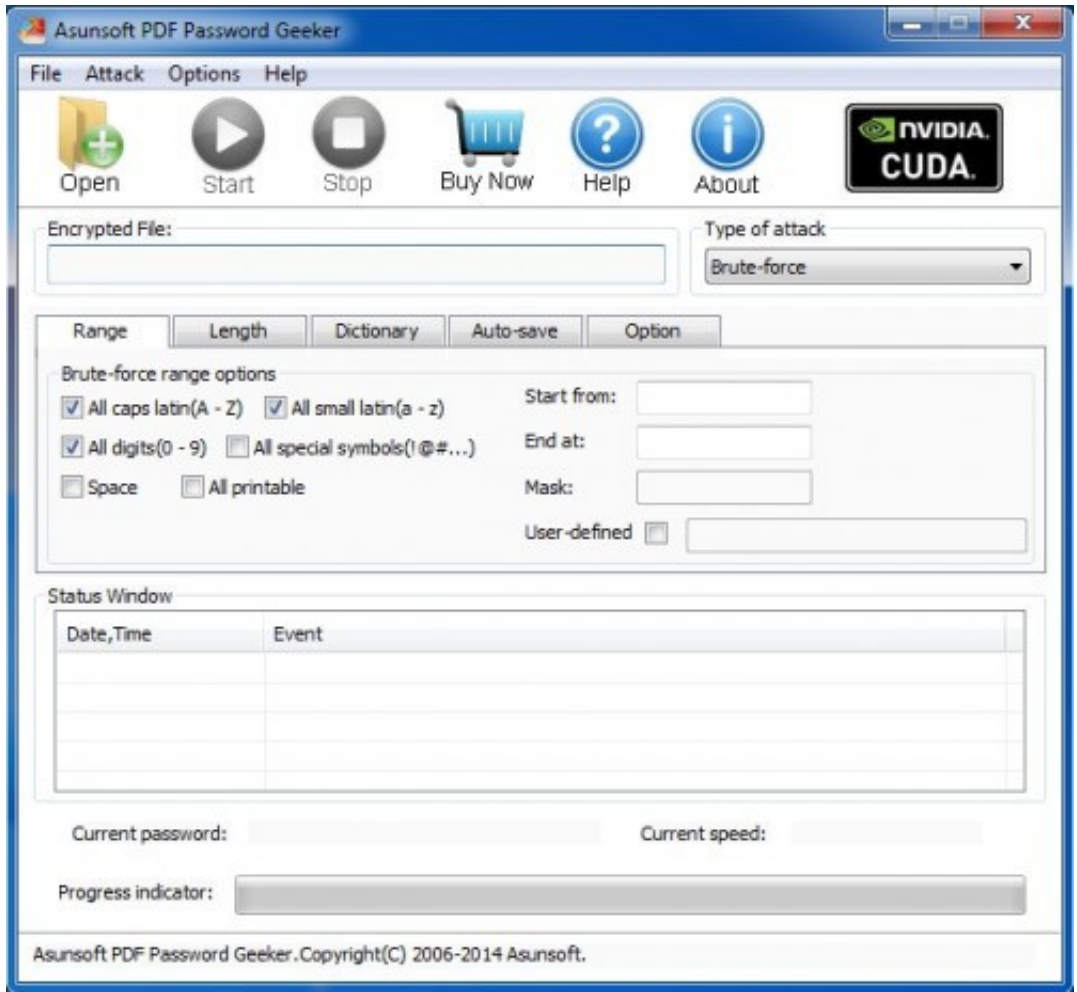 Asunsoft PDF Password Geeker
File Attack Options Help
Open Start Stop Buy Now Help About
NVIDIA.
CUDA.
Encrypted File: Type of attack
Brute-force
Range Length Dictionary Auto-save Option
Brute-force range options
All caps latin(A - Z) All small latin(a - z) Start from:
All digits(0 - 9) All special symbols(!@#...) End at:
Space All printable Mask:
User-defined
Status Window
Date,Time Event
Current password: Current speed:
Progress indicator:
Asunsoft PDF Password Geeker.Copyright(C) 2006-2014 Asunsoft.